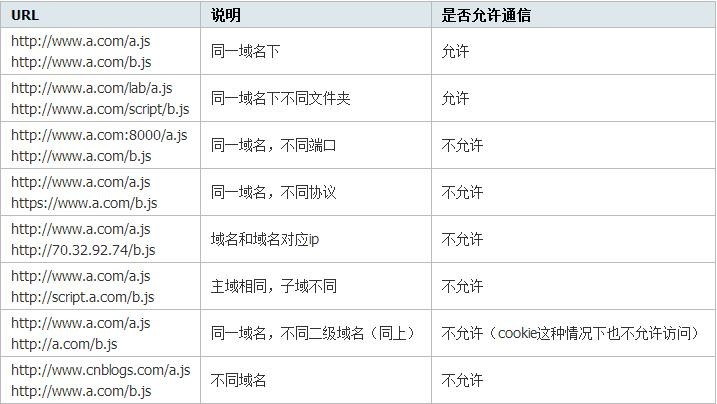 URL 说明 是否允许通信
http://www.a.com/a.js
http://www.a.com/b.js
同一域名下 允许
http://www.a.com/lab/a.js
http://www.a.com/script/b.js
同一域名下不同文件夹 允许
http://www.a.com:8000/a.js
http://www.a.com/b.js
同一域名，不同端口 不允许
http://www.a.com/a.js
https://www.a.com/b.js
同一域名，不同协议 不允许
http://www.a.com/a.js
http://70.32.92.74/b.js
域名和域名对应ip 不允许
http://www.a.com/a.js
http://script.a.com/b.js
主域相同，子域不同 不允许
http://www.a.com/a.js
http://a.com/b.js
同一域名，不同二级域名（同上） 不允许（cookie这种情况下也不允许访问）
http://www.cnblogs.com/a.js
http://www.a.com/b.js
不同域名 不允许